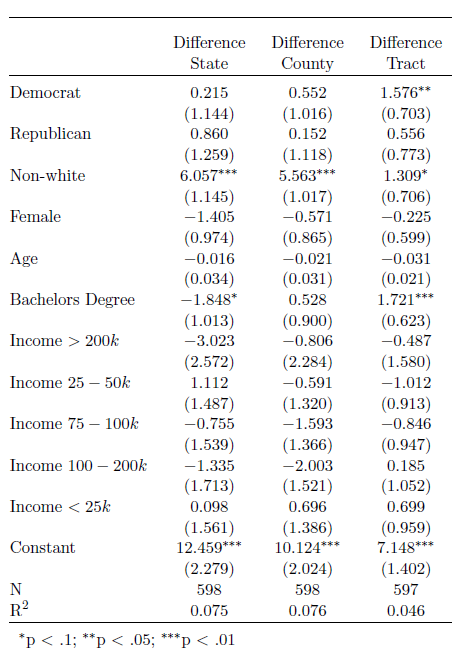 Difference Difference Difference
State County Tract
Democrat 0.215 0.552 1.576**
(1.144) (1.016) (0.703)
Republican 0.860 0.152 0.556
(1.259) (1.118) (0.773)
Non-white 6.057*** 5.563*** 1.309*
(1.145) (1.017) (0.706)
Female −1.405 −0.571 −0.225
(0.974) (0.865) (0.599)
Age −0.016 −0.021 −0.031
(0.034) (0.031) (0.021)
Bachelors Degree −1.848* 0.528 1.721***
(1.013) (0.900) (0.623)
Income > 200k −3.023 −0.806 −0.487
(2.572) (2.284) (1.580)
Income 25 − 50k 1.112 −0.591 −1.012
(1.487) (1.320) (0.913)
Income 75 − 100k −0.755 −1.593 −0.846
(1.539) (1.366) (0.947)
Income 100 − 200k −1.335 −2.003 0.185
(1.713) (1.521) (1.052)
Income < 25k 0.098 0.696 0.699
(1.561) (1.386) (0.959)
Constant 12.459*** 10.124*** 7.148***
(2.279) (2.024) (1.402)
N 598 598 597
R² 0.075 0.076 0.046
*p < .1; **p < .05; ***p < .01